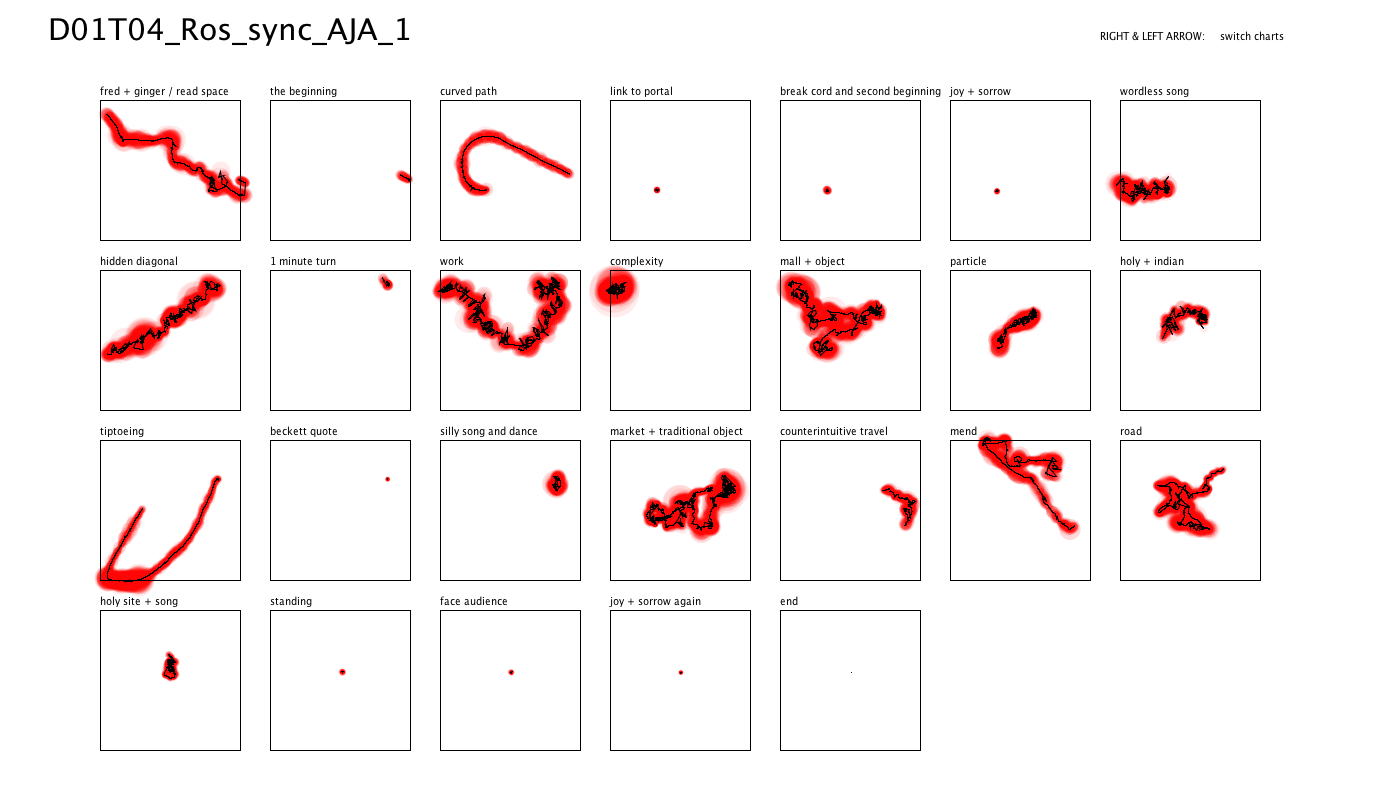 D01T04_Ros_sync_AJA_1
RIGHT & LEFT ARROW: switch charts
fred + ginger / read space
the beginning
curved path
link to portal
break cord and second beginning
joy + sorrow
wordless song
hidden diagonal
1 minute turn
work
complexity
mall + object
particle
holy + indian
tiptoeing
beckett quote
silly song and dance
market + traditional object
counterintuitive travel
mend
road
holy site + song
standing
face audience
joy + sorrow again
end